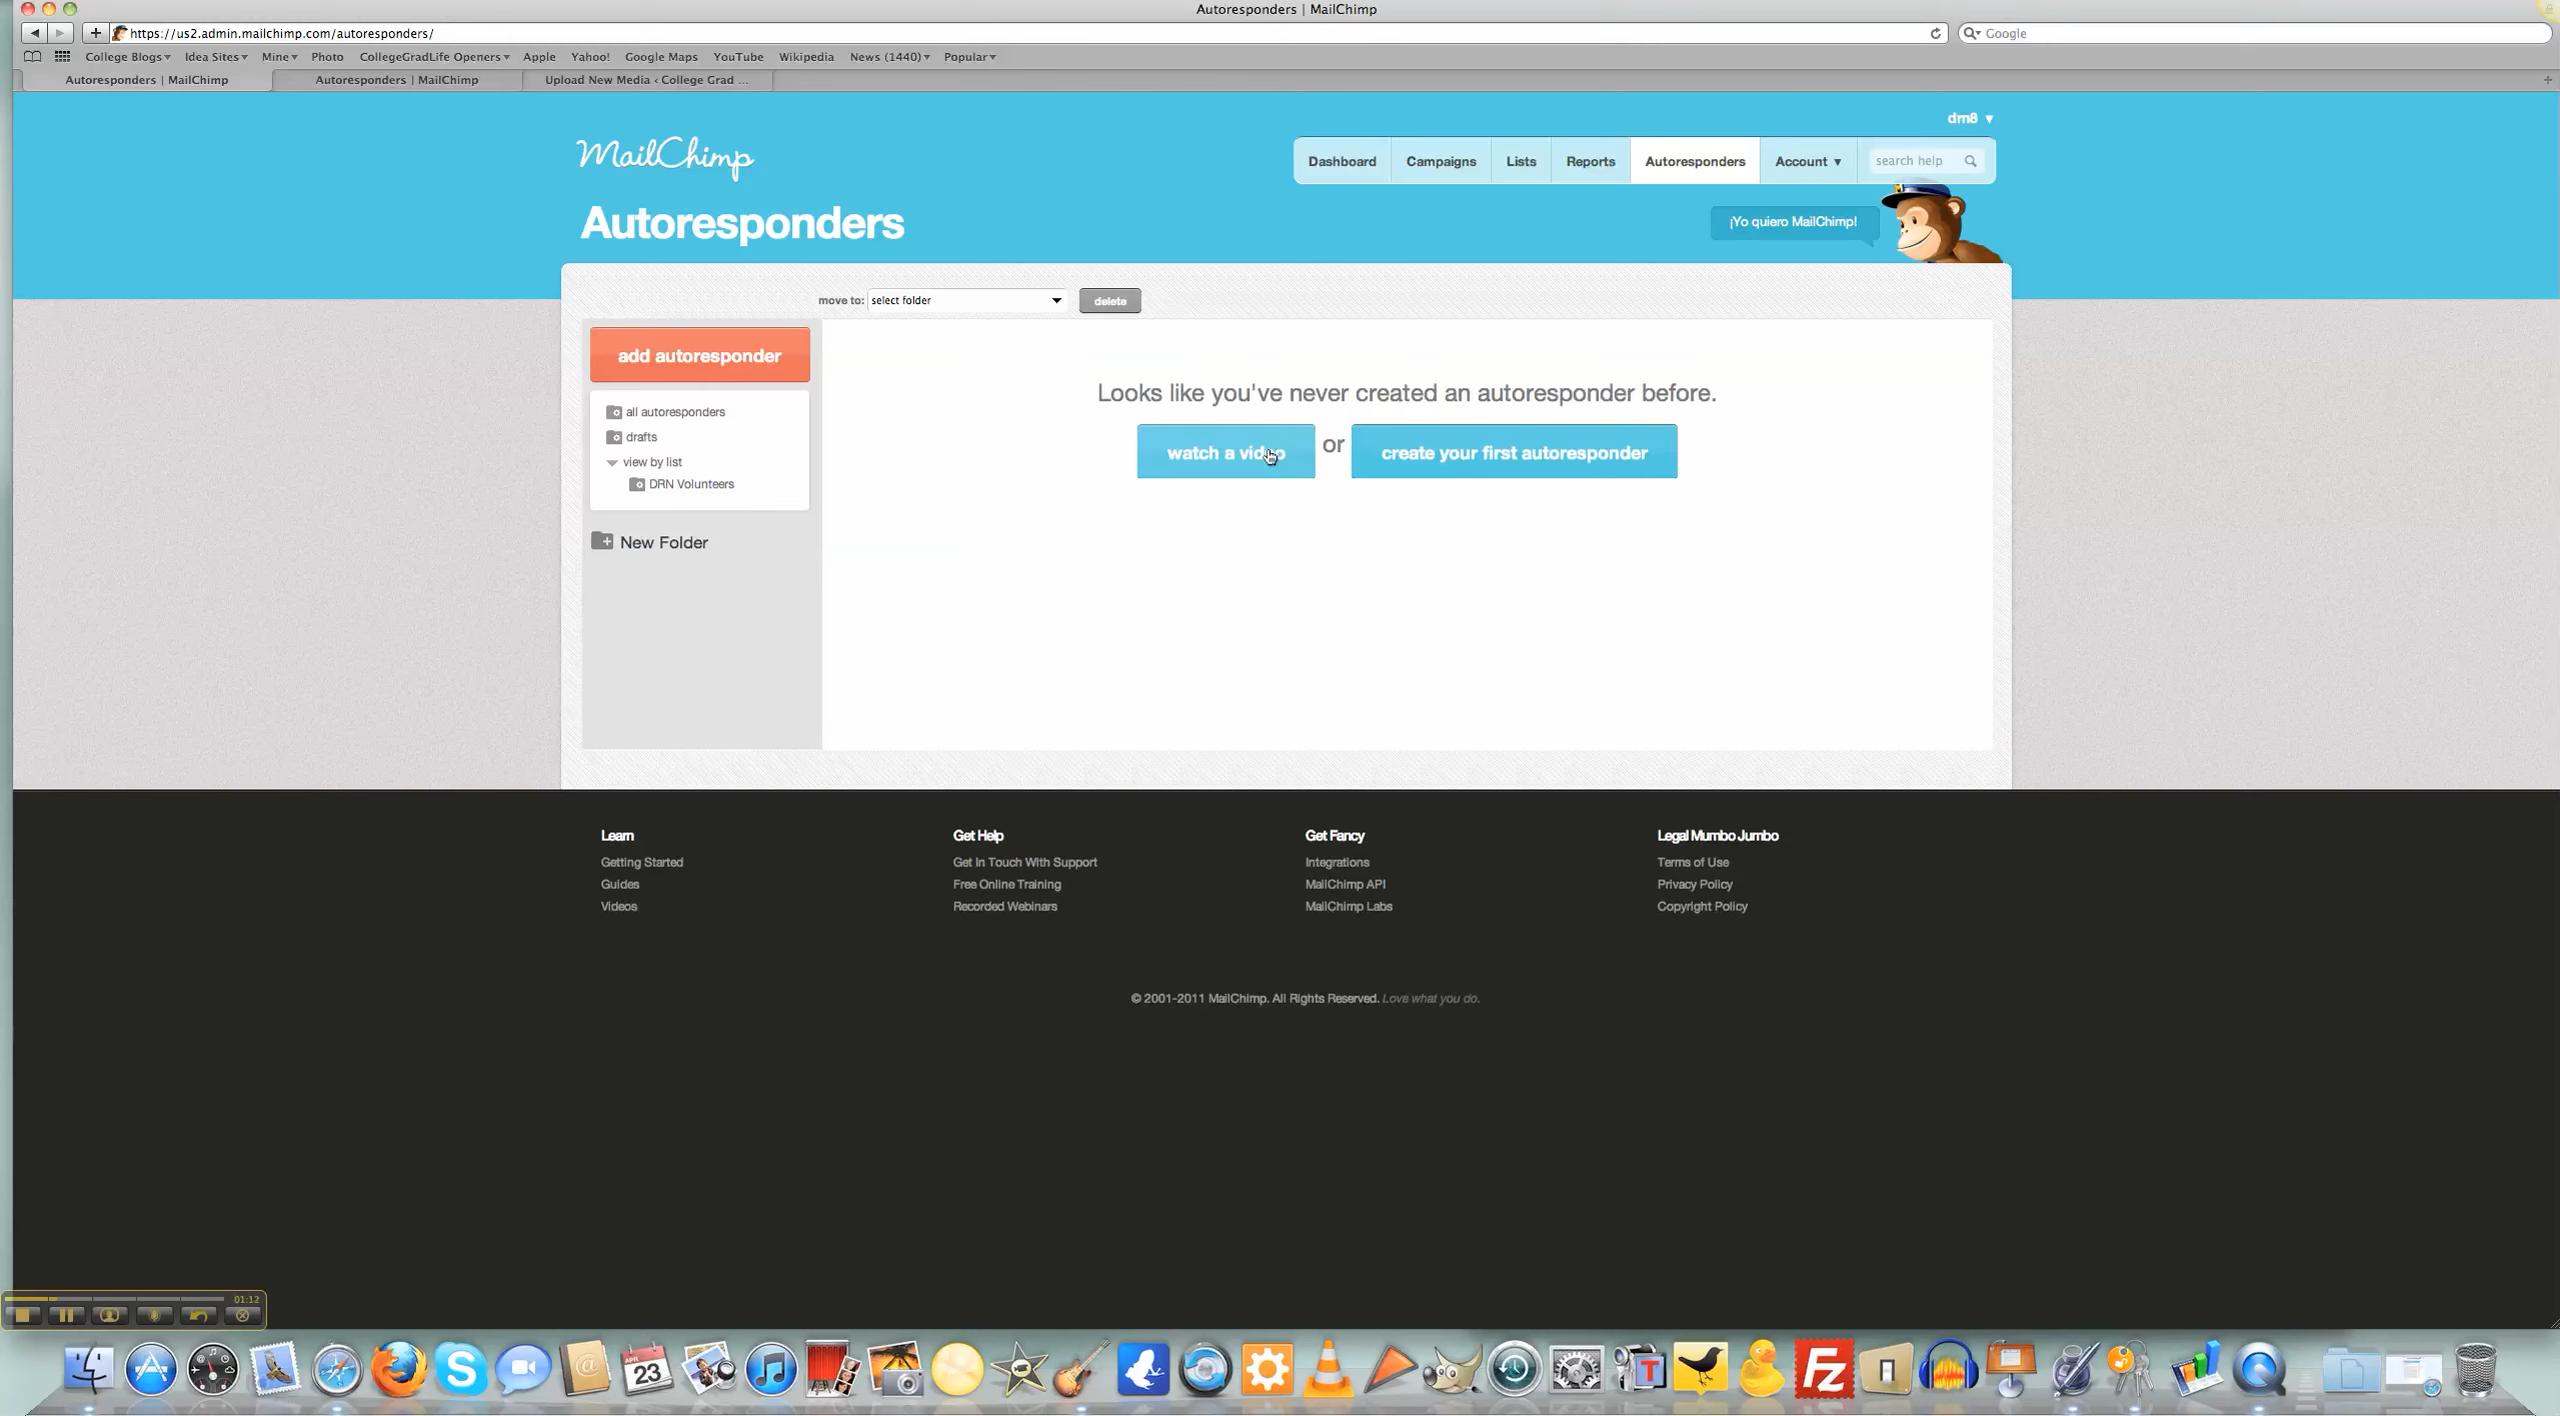 Autoresponders | MailChimp
https://us2.admin.mailchimp.com/autoresponders/
Google
College Blogs
Idea Sites
Mine
Photo
CollegeGradLife Openers
Apple
Yahoo!
Google Maps
YouTube
Wikipedia
News (1440)
Popular
Autoresponders | MailChimp
Autoresponders | MailChimp
Upload New Media ‹ College Grad ...
drn8
MailChimp
Dashboard
Campaigns
Lists
Reports
Autoresponders
Account
search help
Autoresponders
¡Yo quiero MailChimp!
move to:
select folder
delete
add autoresponder
all autoresponders
drafts
view by list
DRN Volunteers
New Folder
Looks like you've never created an autoresponder before.
watch a video
or
create your first autoresponder
Learn
Getting Started
Guides
Videos
Get Help
Get In Touch With Support
Free Online Training
Recorded Webinars
Get Fancy
Integrations
MailChimp API
MailChimp Labs
Legal Mumbo Jumbo
Terms of Use
Privacy Policy
Copyright Policy
© 2001-2011 MailChimp. All Rights Reserved. Love what you do.
01:12
APR
23
T
Fz